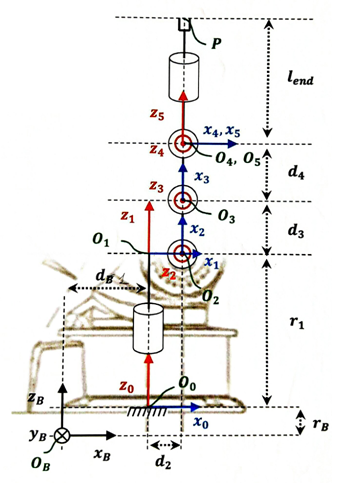 P
l_end
z_5
x_4, x_5
z_4
O_4, O_5
d_4
x_3
z_3
O_3
z_1
d_3
x_2
O_1
x_1
d_B
z_2
O_2
r_1
z_0
O_0
z_B
x_0
r_B
y_B
O_B
x_B
d_2